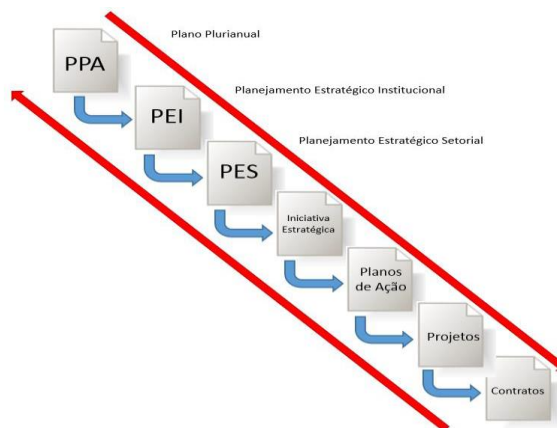 Plano Plurianual
PPA
Planejamento Estratégico Institucional
PEI
Planejamento Estratégico Setorial
PES
Iniciativa
Estratégica
Planos
de Ação
Projetos
Contratos